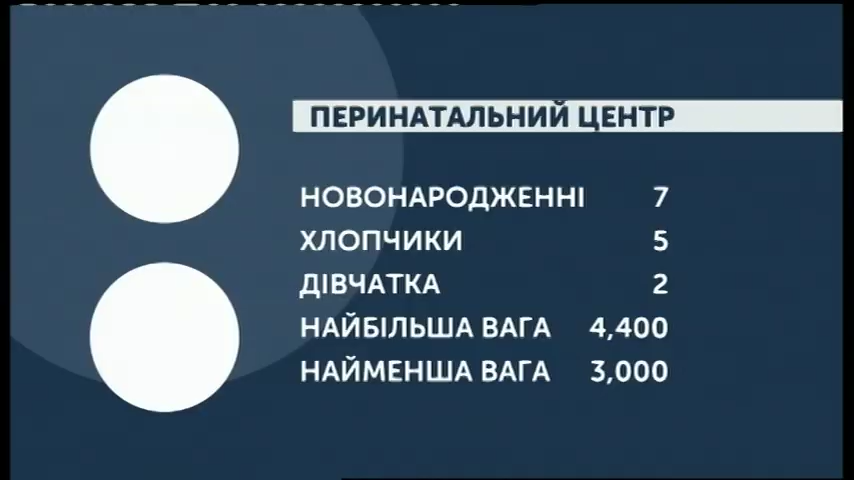 ПЕРИНАТАЛЬНИЙ ЦЕНТР
НОВОНАРОДЖЕННІ 7
ХЛОПЧИКИ 5
ДІВЧАТКА 2
НАЙБІЛЬША ВАГА 4,400
НАЙМЕНША ВАГА 3,000